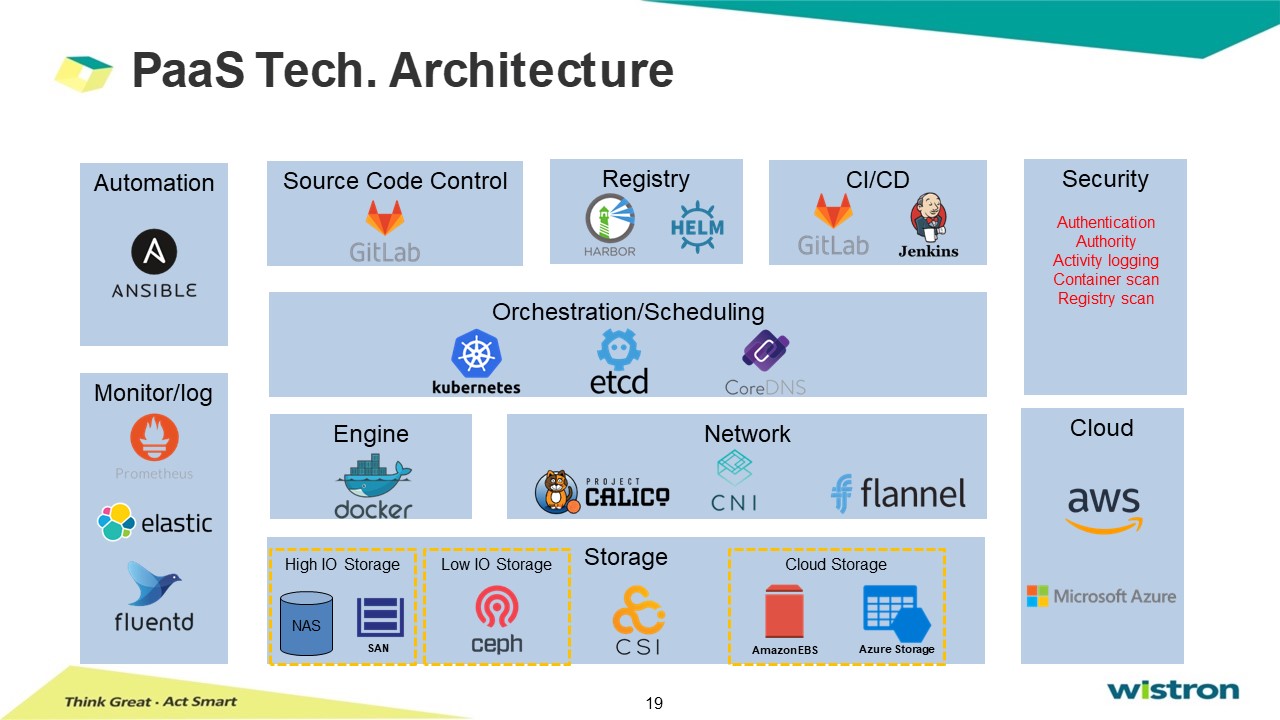 PaaS Tech. Architecture
Automation
ANSIBLE
Source Code Control
GitLab
Registry
HARBOR
HELM
CI/CD
GitLab
Jenkins
Security
Authentication
Authority
Activity logging
Container scan
Registry scan
Orchestration/Scheduling
kubernetes
etcd
CoreDNS
Monitor/log
Prometheus
elastic
fluentd
Engine
docker
Network
PROJECT
CALICO
CNI
flannel
Cloud
aws
Microsoft Azure
Storage
High IO Storage
NAS
SAN
Low IO Storage
ceph
CSI
Cloud Storage
AmazonEBS
Azure Storage
Think Great · Act Smart
19
wistron